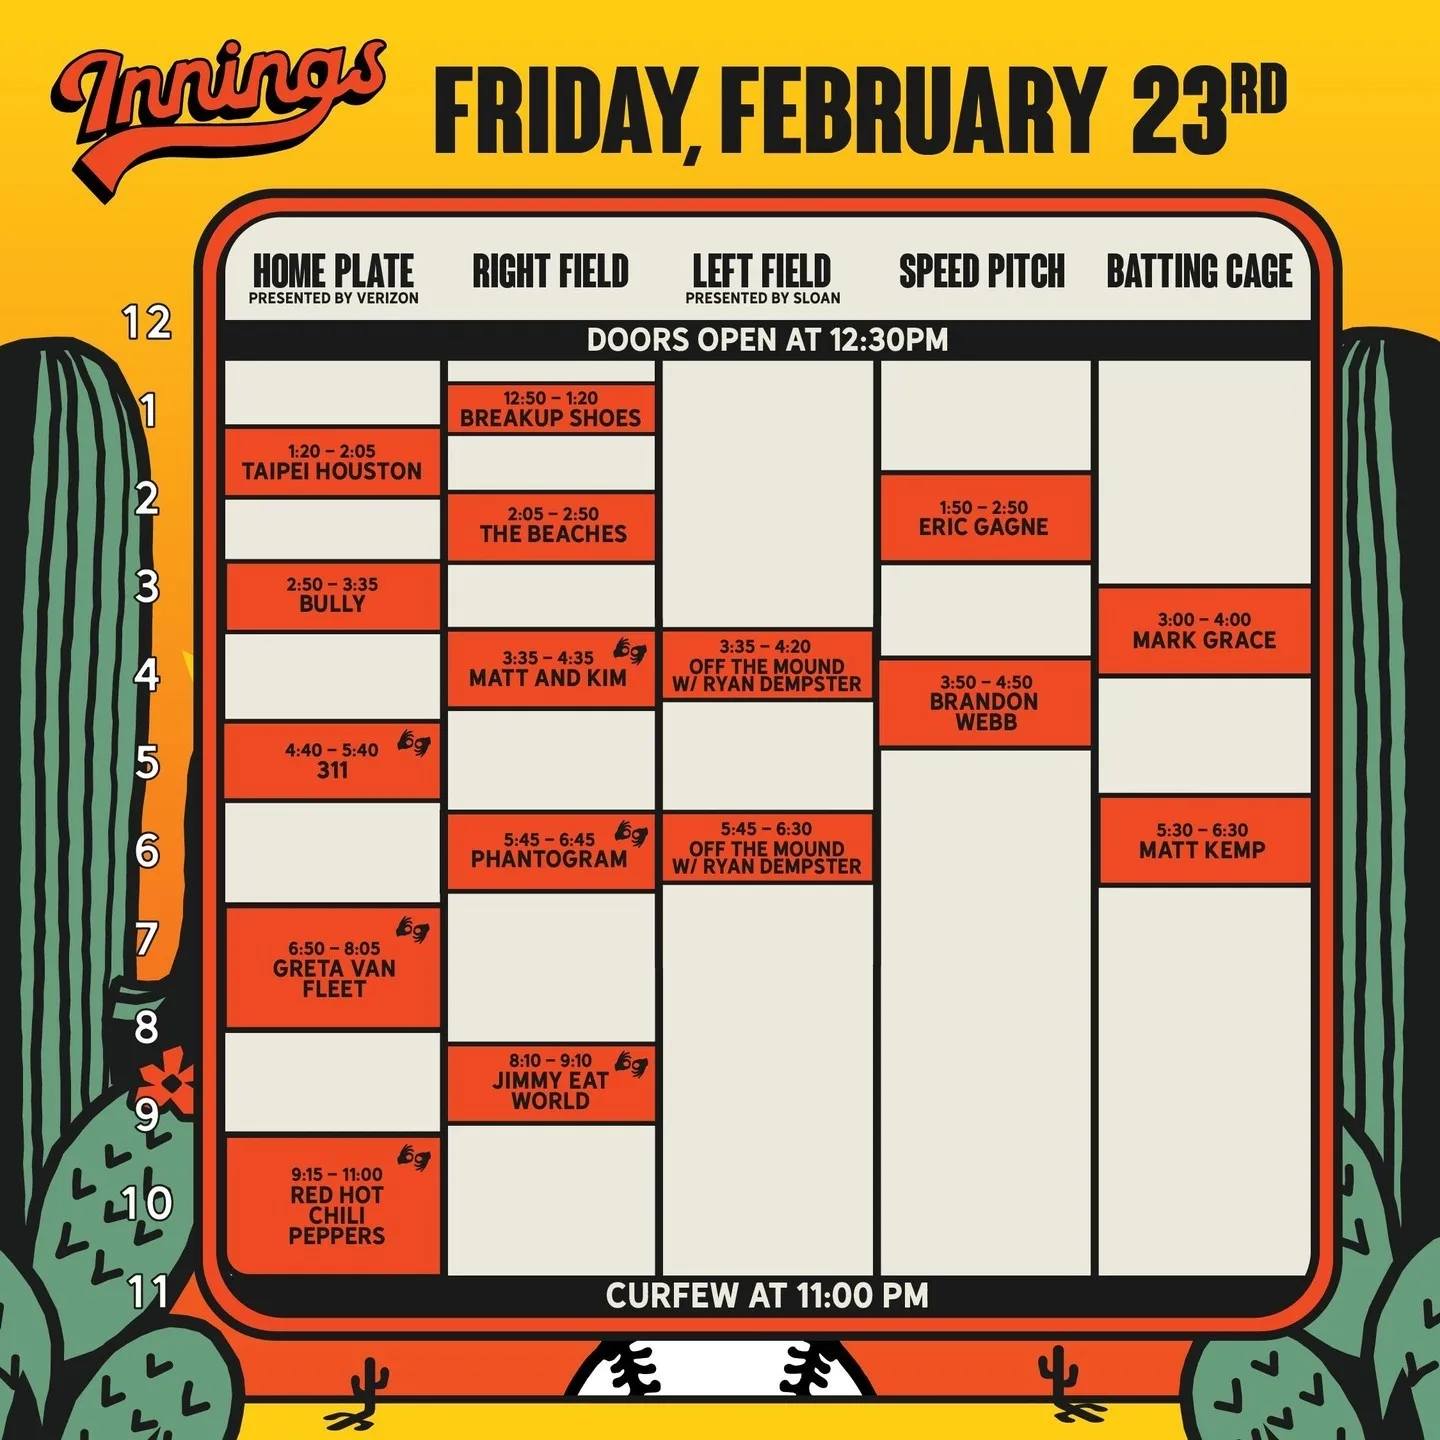 Innings
FRIDAY, FEBRUARY 23RD
HOME PLATE
PRESENTED BY VERIZON
RIGHT FIELD
LEFT FIELD
PRESENTED BY SLOAN
SPEED PITCH
BATTING CAGE
12
DOORS OPEN AT 12:30PM
1
2
3
4
5
6
7
8
9
10
11
1:20 – 2:05
TAIPEI HOUSTON
2:50 – 3:35
BULLY
4:40 – 5:40
311
6:50 – 8:05
GRETA VAN
FLEET
9:15 – 11:00
RED HOT
CHILI
PEPPERS
12:50 – 1:20
BREAKUP SHOES
2:05 – 2:50
THE BEACHES
3:35 – 4:35
MATT AND KIM
5:45 – 6:45
PHANTOGRAM
8:10 – 9:10
JIMMY EAT
WORLD
3:35 – 4:20
OFF THE MOUND
W/ RYAN DEMPSTER
5:45 – 6:30
OFF THE MOUND
W/ RYAN DEMPSTER
1:50 – 2:50
ERIC GAGNE
3:50 – 4:50
BRANDON
WEBB
3:00 – 4:00
MARK GRACE
5:30 – 6:30
MATT KEMP
CURFEW AT 11:00 PM